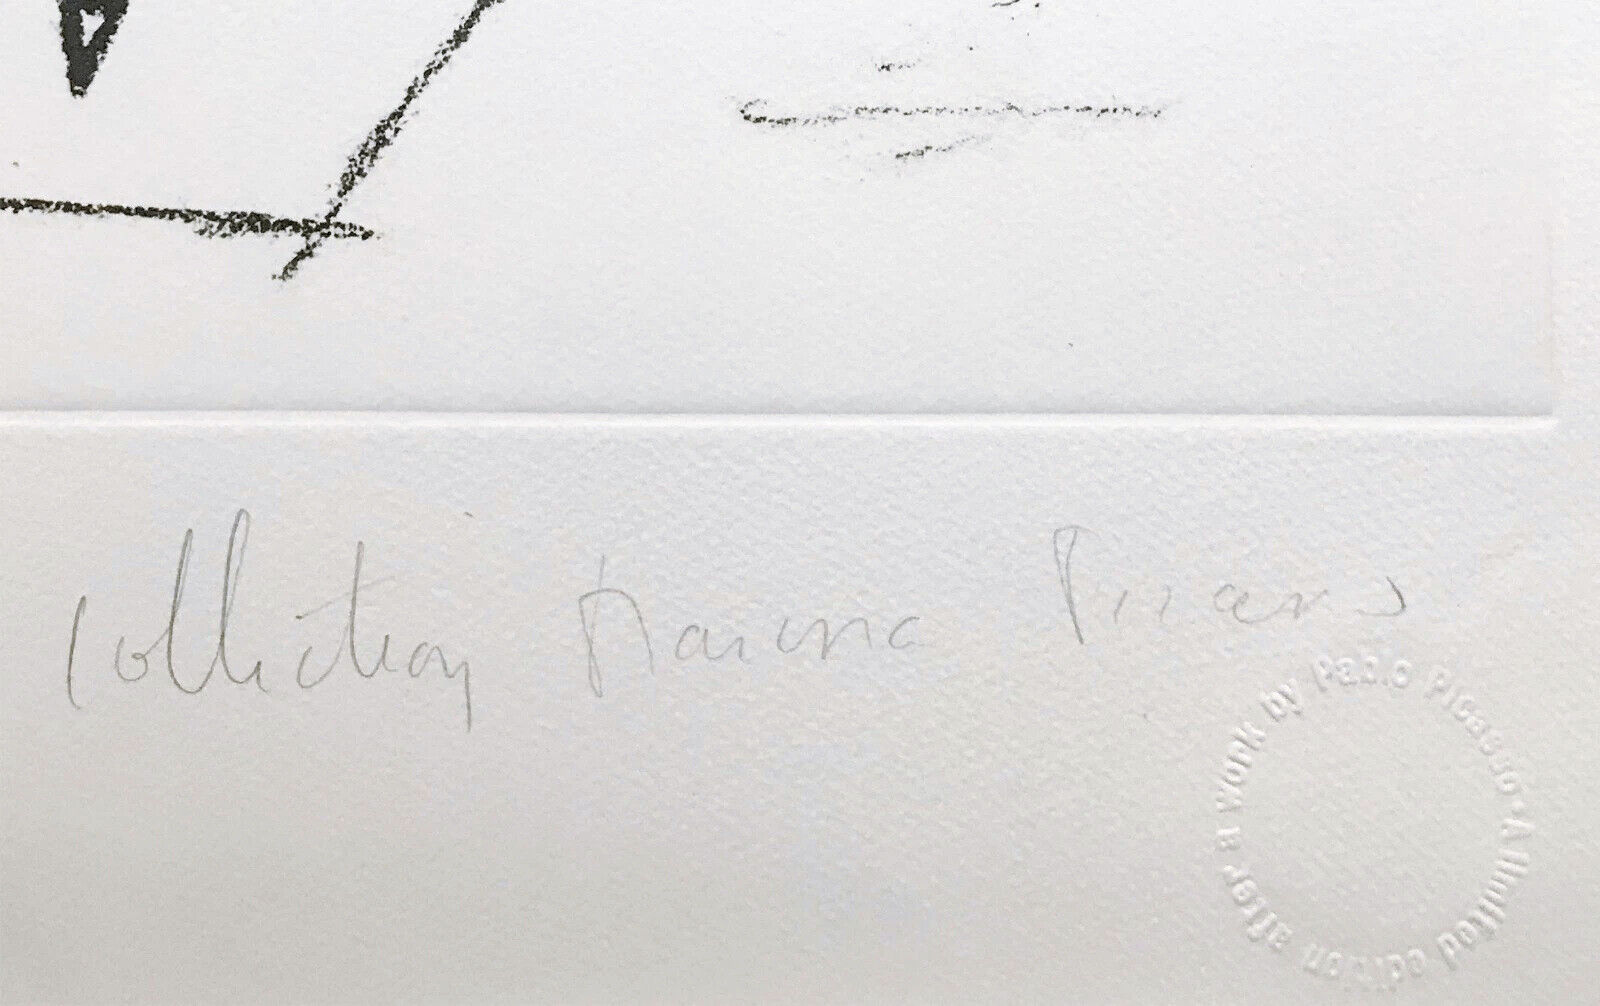 Collection Marina Picasso
A limited edition after a work by Pablo Picasso ·